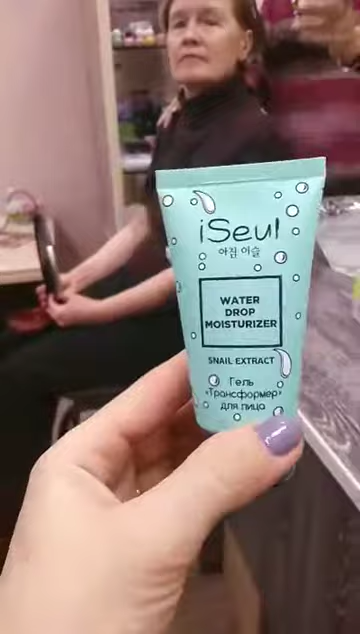 iSeul
아침 이슬
WATER
DROP
MOISTURIZER
SNAIL EXTRACT
Гель
«Трансформер»
для лица